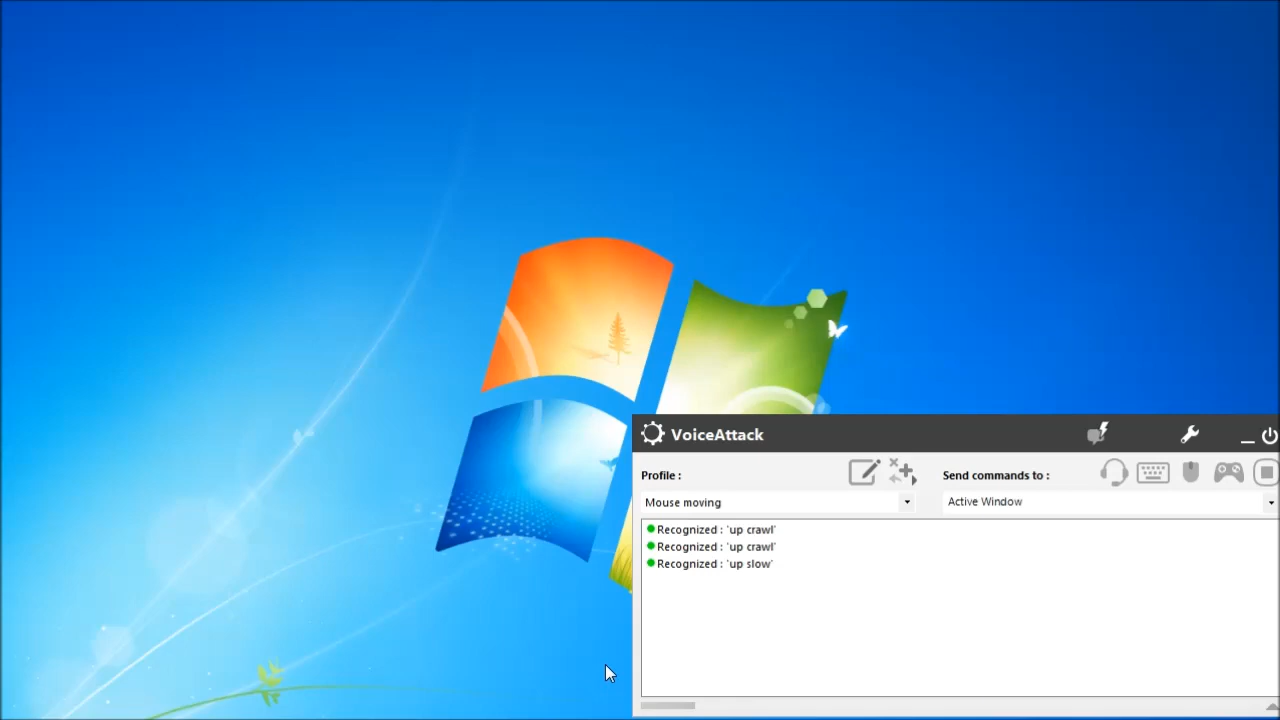 VoiceAttack
Profile :
Send commands to :
Mouse moving
Active Window
Recognized : 'up crawl'
Recognized : 'up crawl'
Recognized : 'up slow'